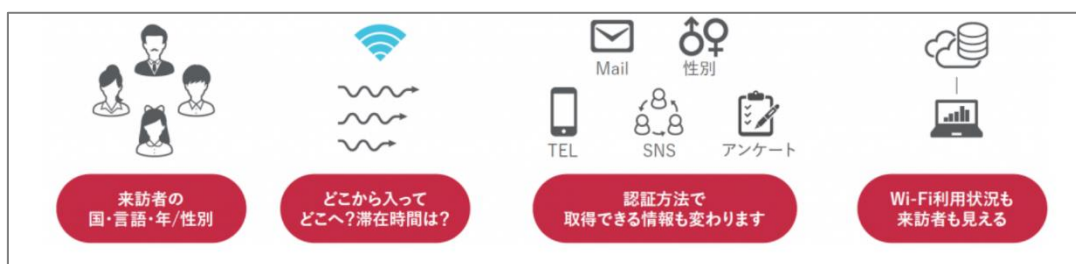 Mail
性別
TEL
SNS
アンケート
来訪者の
国・言語・年/性別
どこから入って
どこへ?滞在時間は?
認証方法で
取得できる情報も変わります
Wi-Fi利用状況も
来訪者も見える